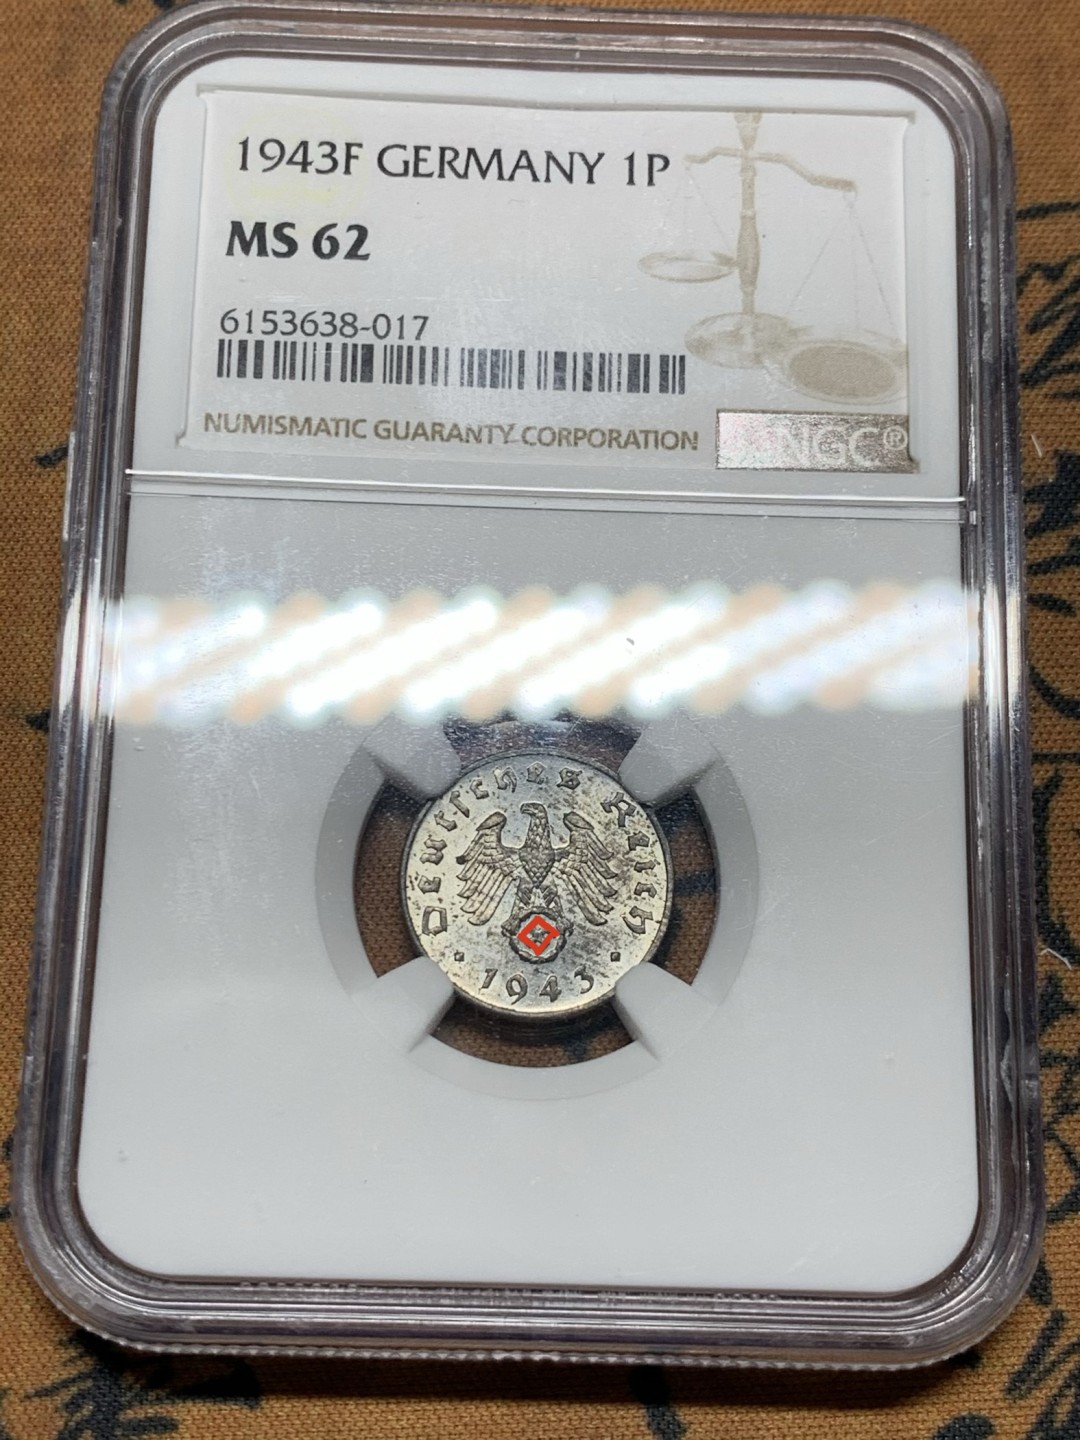 1943F GERMANY 1P
MS 62
6153638-017
NUMISMATIC GUARANTY CORPORATION
NGC®
Deutsches Reich
· 1943 ·